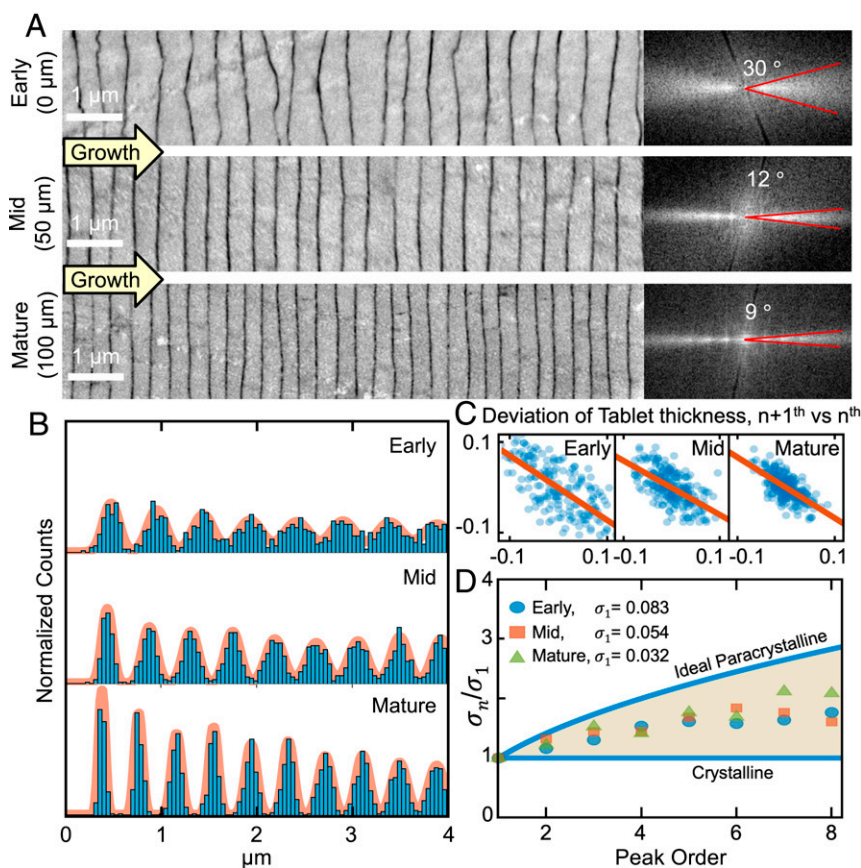 A
Early
(0 μm)
1 μm
30 °
Growth
Mid
(50 μm)
1 μm
12 °
Growth
Mature
(100 μm)
1 μm
9 °
B
Normalized Counts
Early
Mid
Mature
0 1 2 3 4
μm
C Deviation of Tablet thickness, n+1th vs nth
0.1
-0.1
Early
Mid
Mature
-0.1 0.1 -0.1 0.1 -0.1 0.1
D
4
3
2
1
0
σn/σ1
Early, σ1= 0.083
Mid, σ1= 0.054
Mature, σ1= 0.032
Ideal Paracrystalline
Crystalline
2 4 6 8
Peak Order